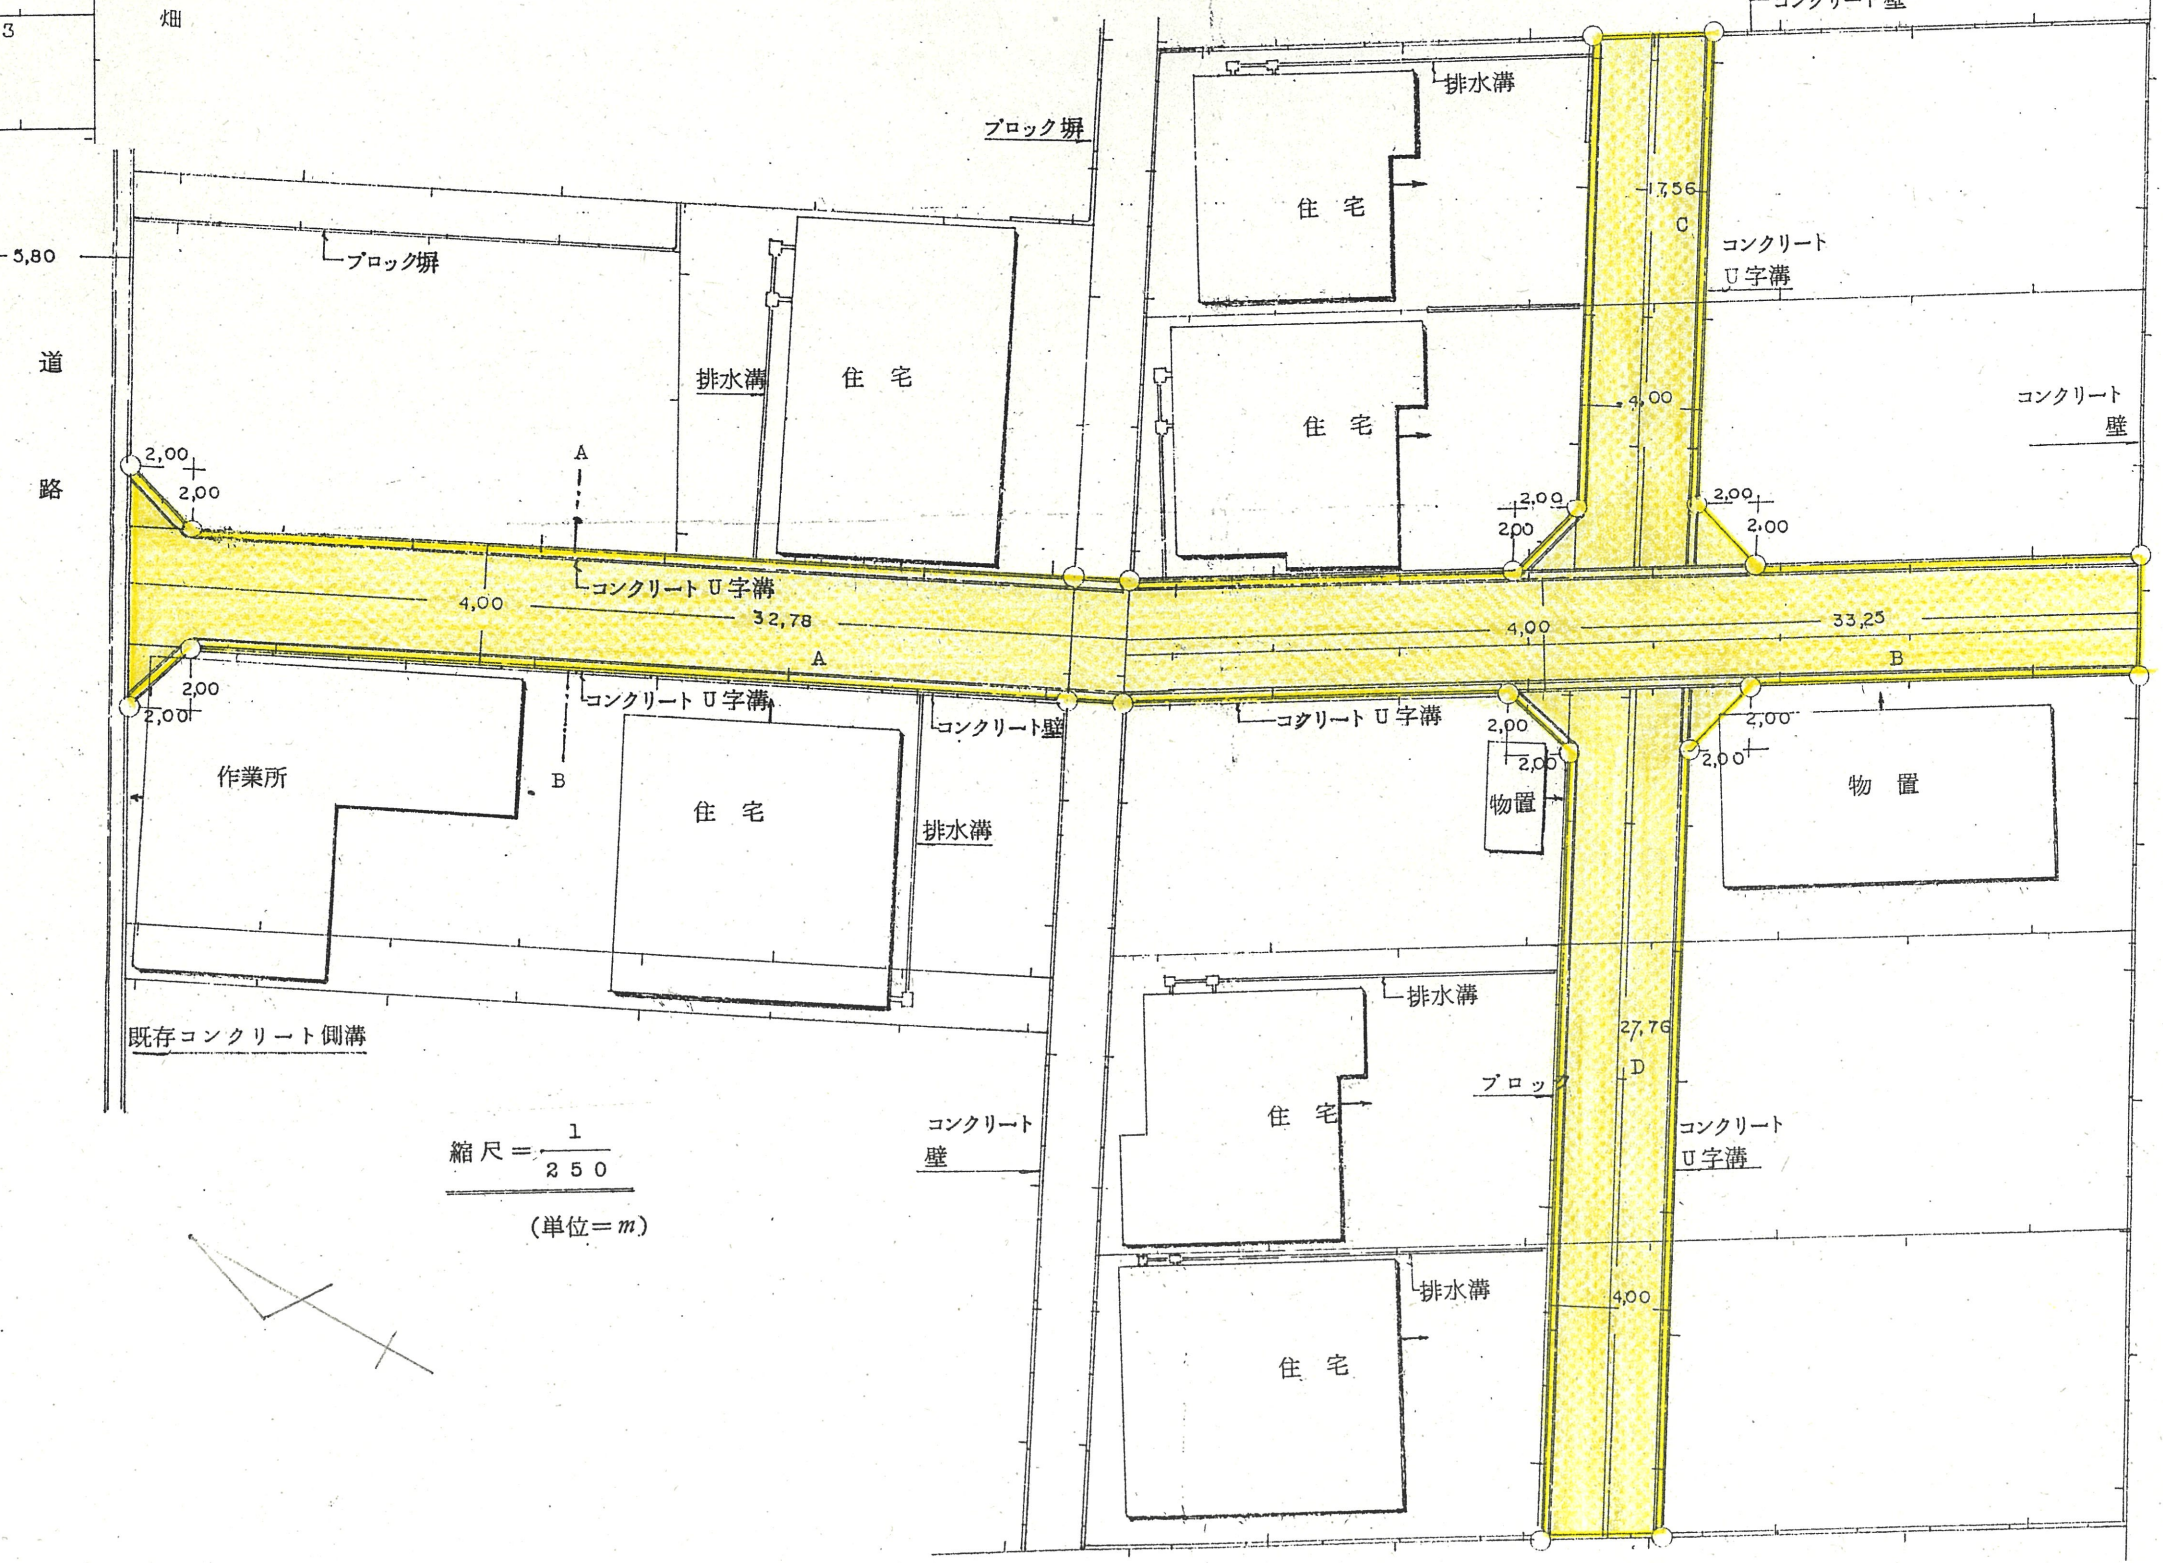 3
畑
コンクリート壁
排水溝
ブロック塀
住 宅
17,56
C
コンクリート
U字溝
5,80
ブロック塀
道
路
排水溝
住 宅
住 宅
4,00
コンクリート
壁
2,00
2,00
A
2,00
2,00
2,00
2,00
コンクリート U字溝
4,00
32,78
4,00
33,25
A
B
2,00
2,00
コンクリート U字溝
コンクリート壁
コクリート U字溝
2,00
2,00
2,00
2,00
作業所
B
住 宅
排水溝
物置
物 置
排水溝
既存コンクリート側溝
27,76
D
ブロック
住 宅
コンクリート
壁
コンクリート
U字溝
縮尺=1/250
(単位=m)
排水溝
4,00
住 宅